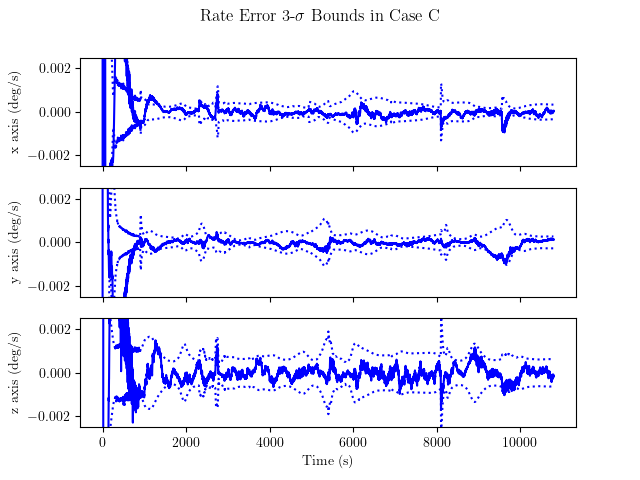 Rate Error 3-σ Bounds in Case C
x axis (deg/s)
0.002
0.000
−0.002
y axis (deg/s)
0.002
0.000
−0.002
z axis (deg/s)
0.002
0.000
−0.002
0 2000 4000 6000 8000 10000
Time (s)